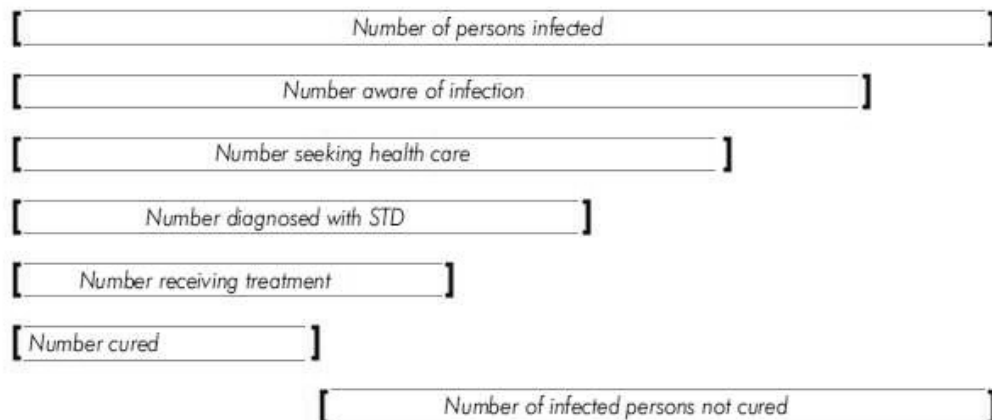 Number of persons infected
Number aware of infection
Number seeking health care
Number diagnosed with STD
Number receiving treatment
Number cured
Number of infected persons not cured